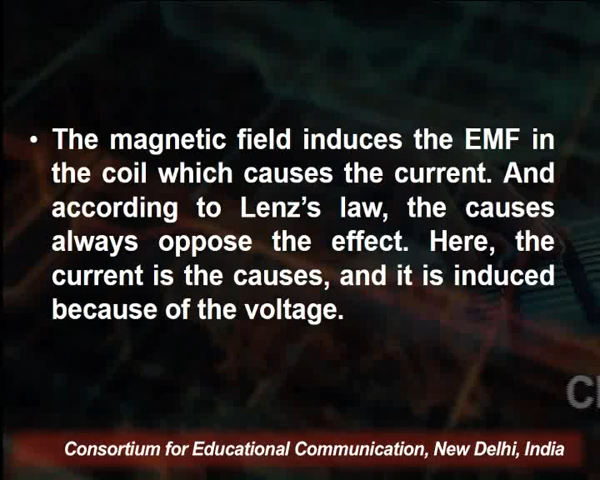 • The magnetic field induces the EMF in
the coil which causes the current. And
according to Lenz's law, the causes
always oppose the effect. Here, the
current is the causes, and it is induced
because of the voltage.
Consortium for Educational Communication, New Delhi, India